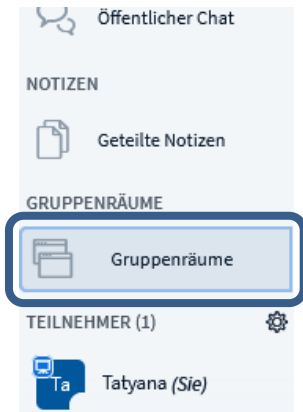 Öffentlicher Chat
NOTIZEN
Geteilte Notizen
GRUPPENRÄUME
Gruppenräume
TEILNEHMER (1)
Ta Tatyana (Sie)